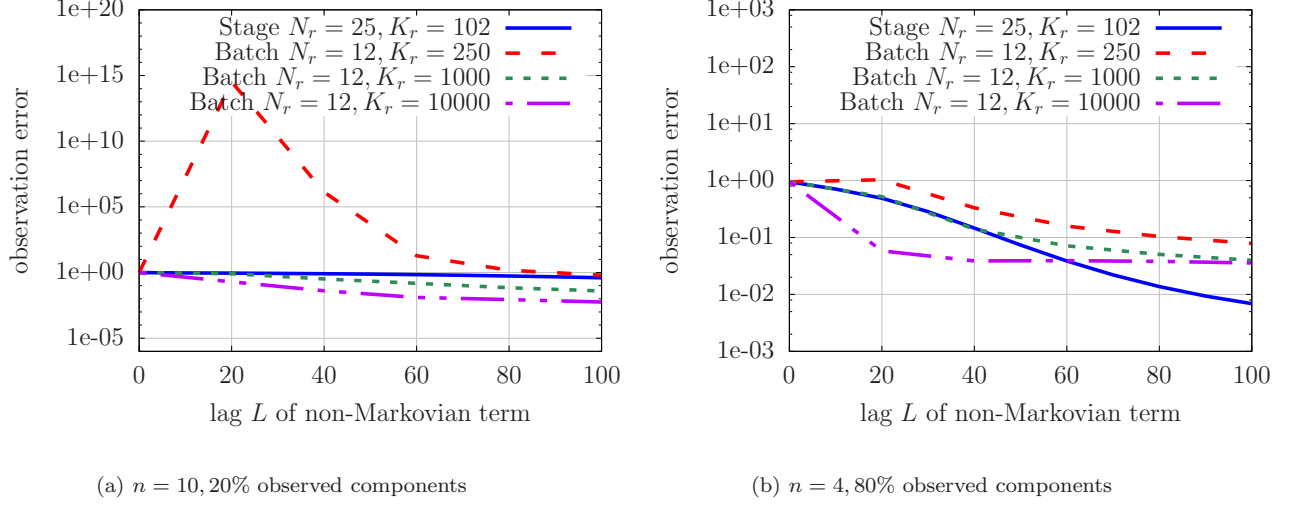 observation error
1e+20
1e+15
1e+10
1e+05
1e+00
1e-05
Stage N_r = 25, K_r = 102
Batch N_r = 12, K_r = 250
Batch N_r = 12, K_r = 1000
Batch N_r = 12, K_r = 10000
0 20 40 60 80 100
lag L of non-Markovian term
(a) n = 10, 20% observed components
observation error
1e+03
1e+02
1e+01
1e+00
1e-01
1e-02
1e-03
Stage N_r = 25, K_r = 102
Batch N_r = 12, K_r = 250
Batch N_r = 12, K_r = 1000
Batch N_r = 12, K_r = 10000
0 20 40 60 80 100
lag L of non-Markovian term
(b) n = 4, 80% observed components